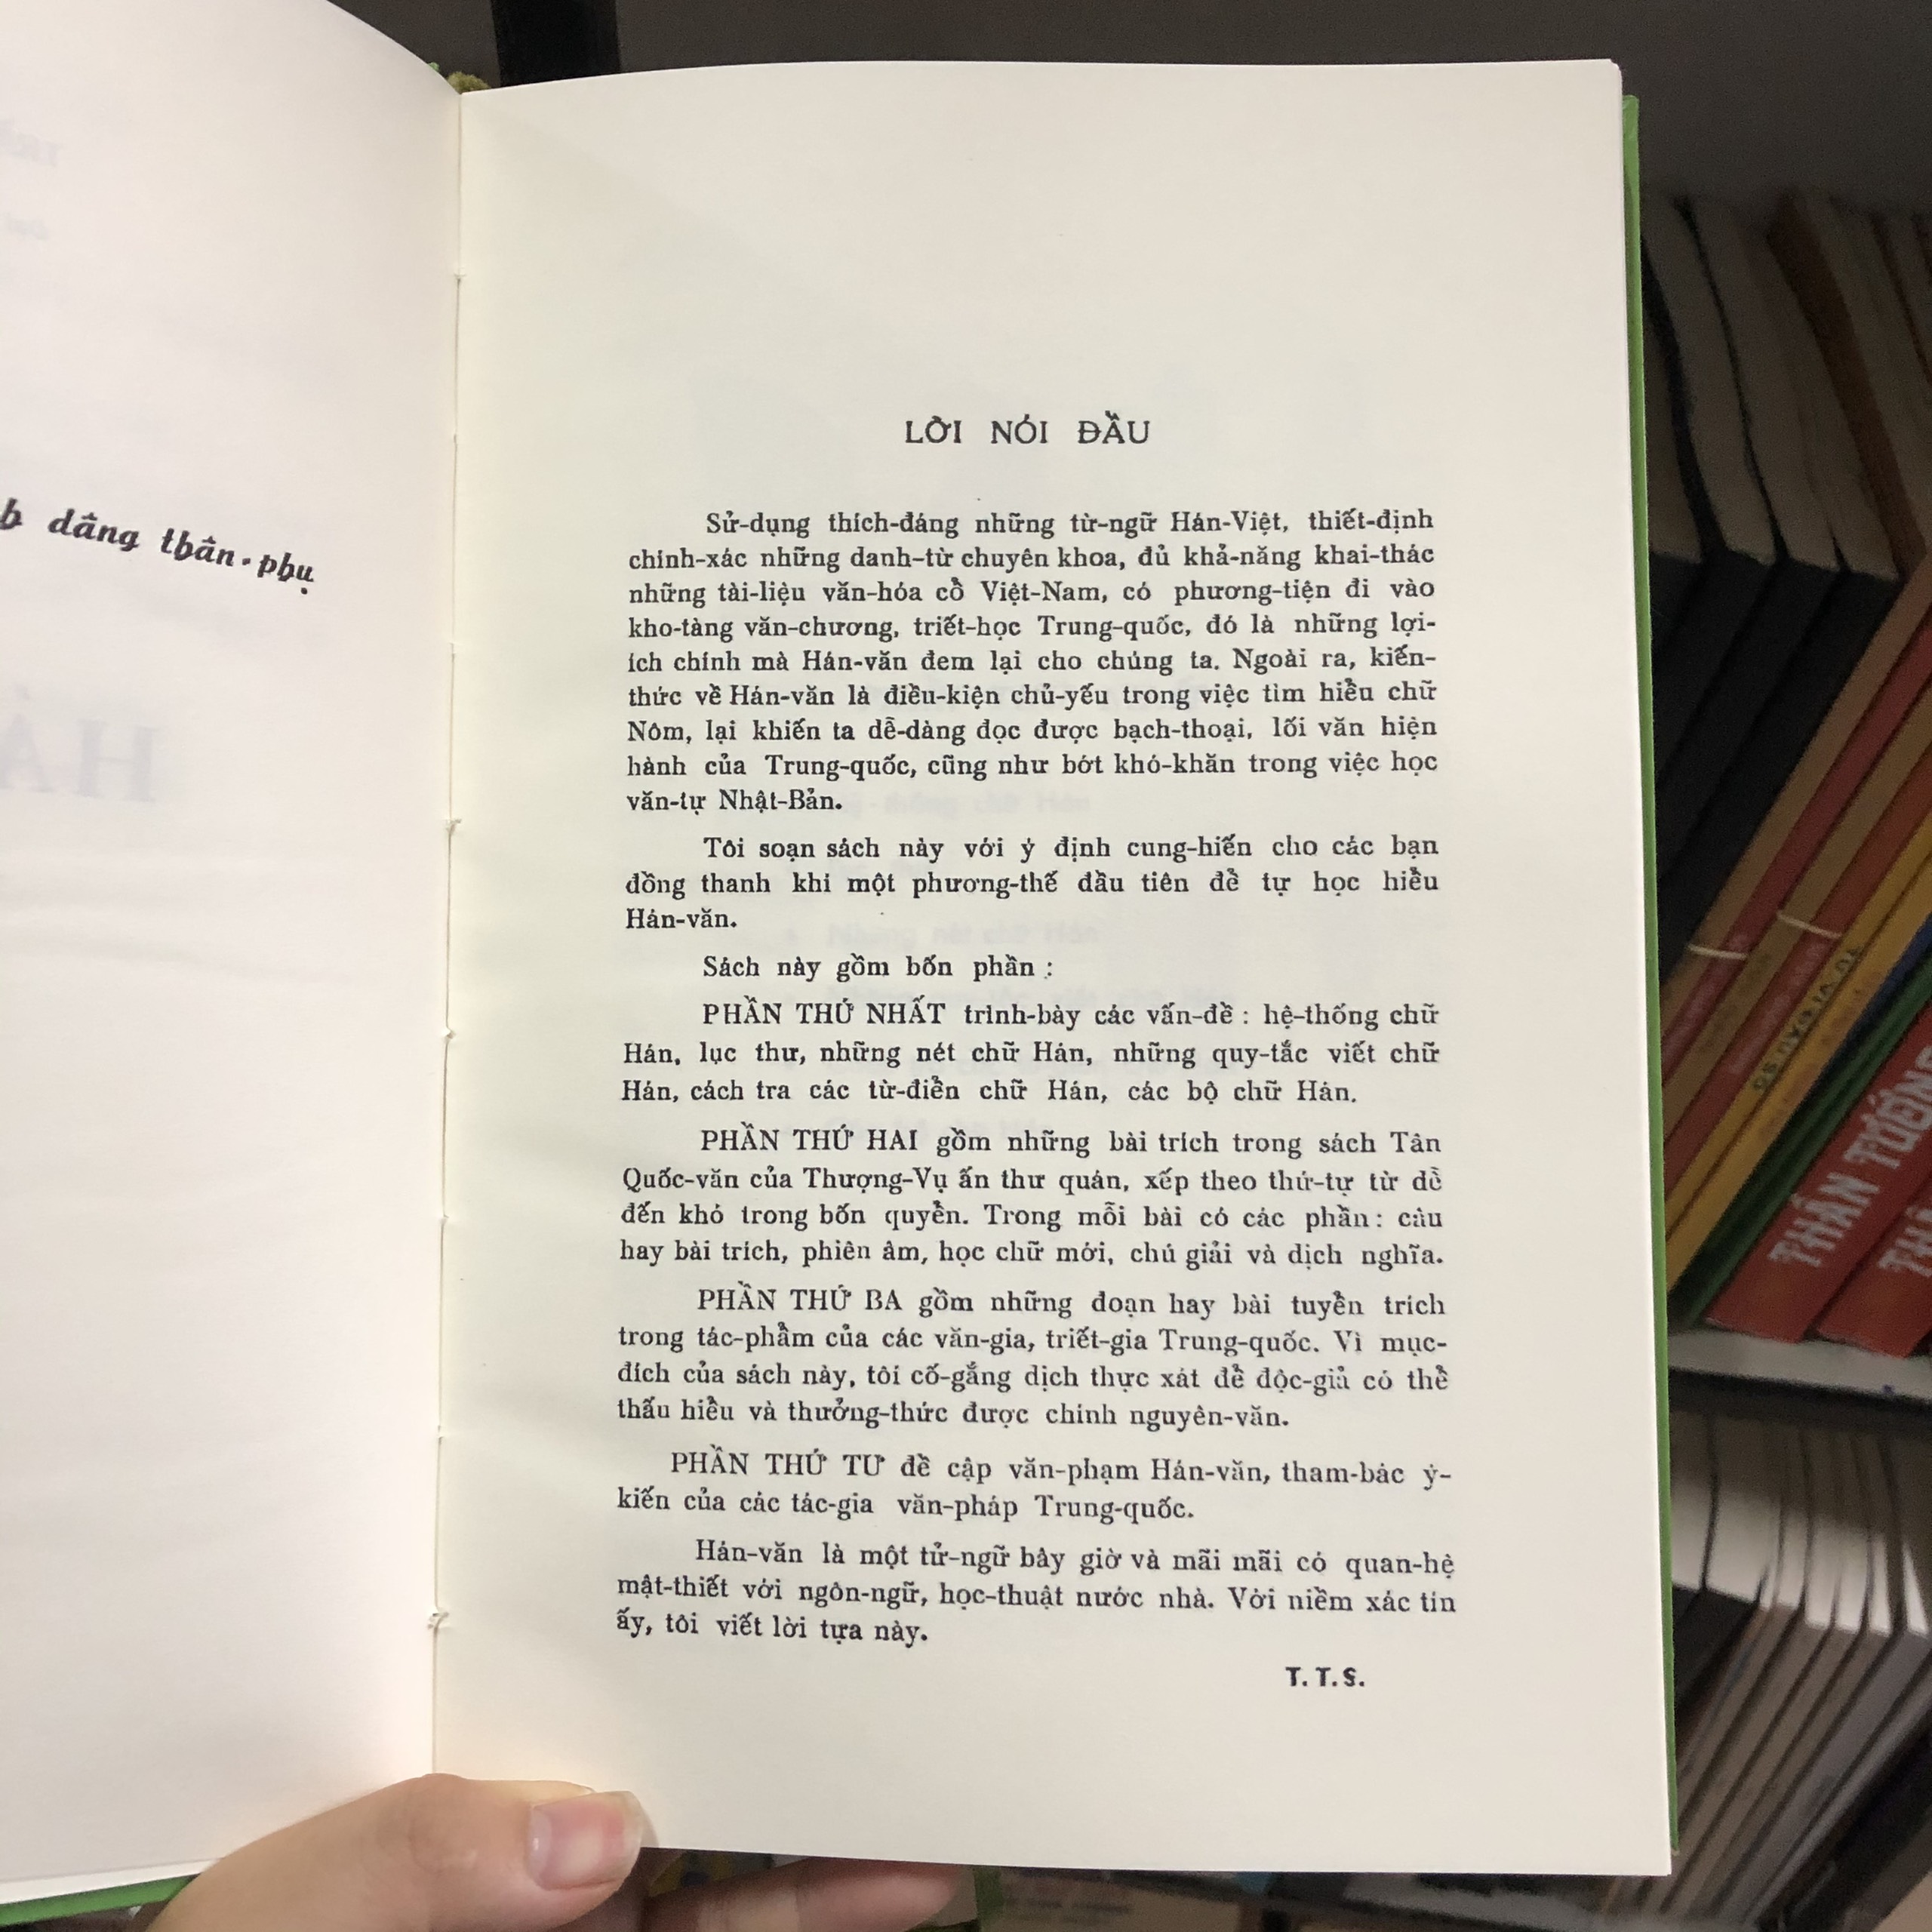 dâng thân-phụ
LỜI NÓI ĐẦU
Sử-dụng thích-đáng những từ-ngữ Hán-Việt, thiết-định
chính-xác những danh-từ chuyên khoa, đủ khả-năng khai-thác
những tài-liệu văn-hóa cổ Việt-Nam, có phương-tiện đi vào
kho-tàng văn-chương, triết-học Trung-quốc, đó là những lợi-
ích chính mà Hán-văn đem lại cho chúng ta. Ngoài ra, kiến-
thức về Hán-văn là điều-kiện chủ-yếu trong việc tìm hiểu chữ
Nôm, lại khiến ta dễ-dàng đọc được bạch-thoại, lối văn hiện
hành của Trung-quốc, cũng như bớt khó-khăn trong việc học
văn-tự Nhật-Bản.
Tôi soạn sách này với ý định cung-hiến cho các bạn
đồng thanh khi một phương-thế đầu tiên để tự học hiểu
Hán-văn.
Sách này gồm bốn phần :
PHẦN THỨ NHẤT trình-bày các vấn-đề : hệ-thống chữ
Hán, lục thư, những nét chữ Hán, những quy-tắc viết chữ
Hán, cách tra các từ-điển chữ Hán, các bộ chữ Hán.
PHẦN THỨ HAI gồm những bài trích trong sách Tân
Quốc-văn của Thượng-Vụ ấn thư quán, xếp theo thứ-tự từ dễ
đến khó trong bốn quyển. Trong mỗi bài có các phần : câu
hay bài trích, phiên âm, học chữ mới, chú giải và dịch nghĩa.
PHẦN THỨ BA gồm những đoạn hay bài tuyển trích
trong tác-phẩm của các văn-gia, triết-gia Trung-quốc. Vì mục-
đích của sách này, tôi cố-gắng dịch thực xát để độc-giả có thể
thấu hiểu và thưởng-thức được chính nguyên-văn.
PHẦN THỨ TƯ đề cập văn-phạm Hán-văn, tham-bác ý-
kiến của các tác-gia văn-pháp Trung-quốc.
Hán-văn là một tử-ngữ bây giờ và mãi mãi có quan-hệ
mật-thiết với ngôn-ngữ, học-thuật nước nhà. Với niềm xác tín
ấy, tôi viết lời tựa này.
T. T. S.
PHẤN TƯỚNG